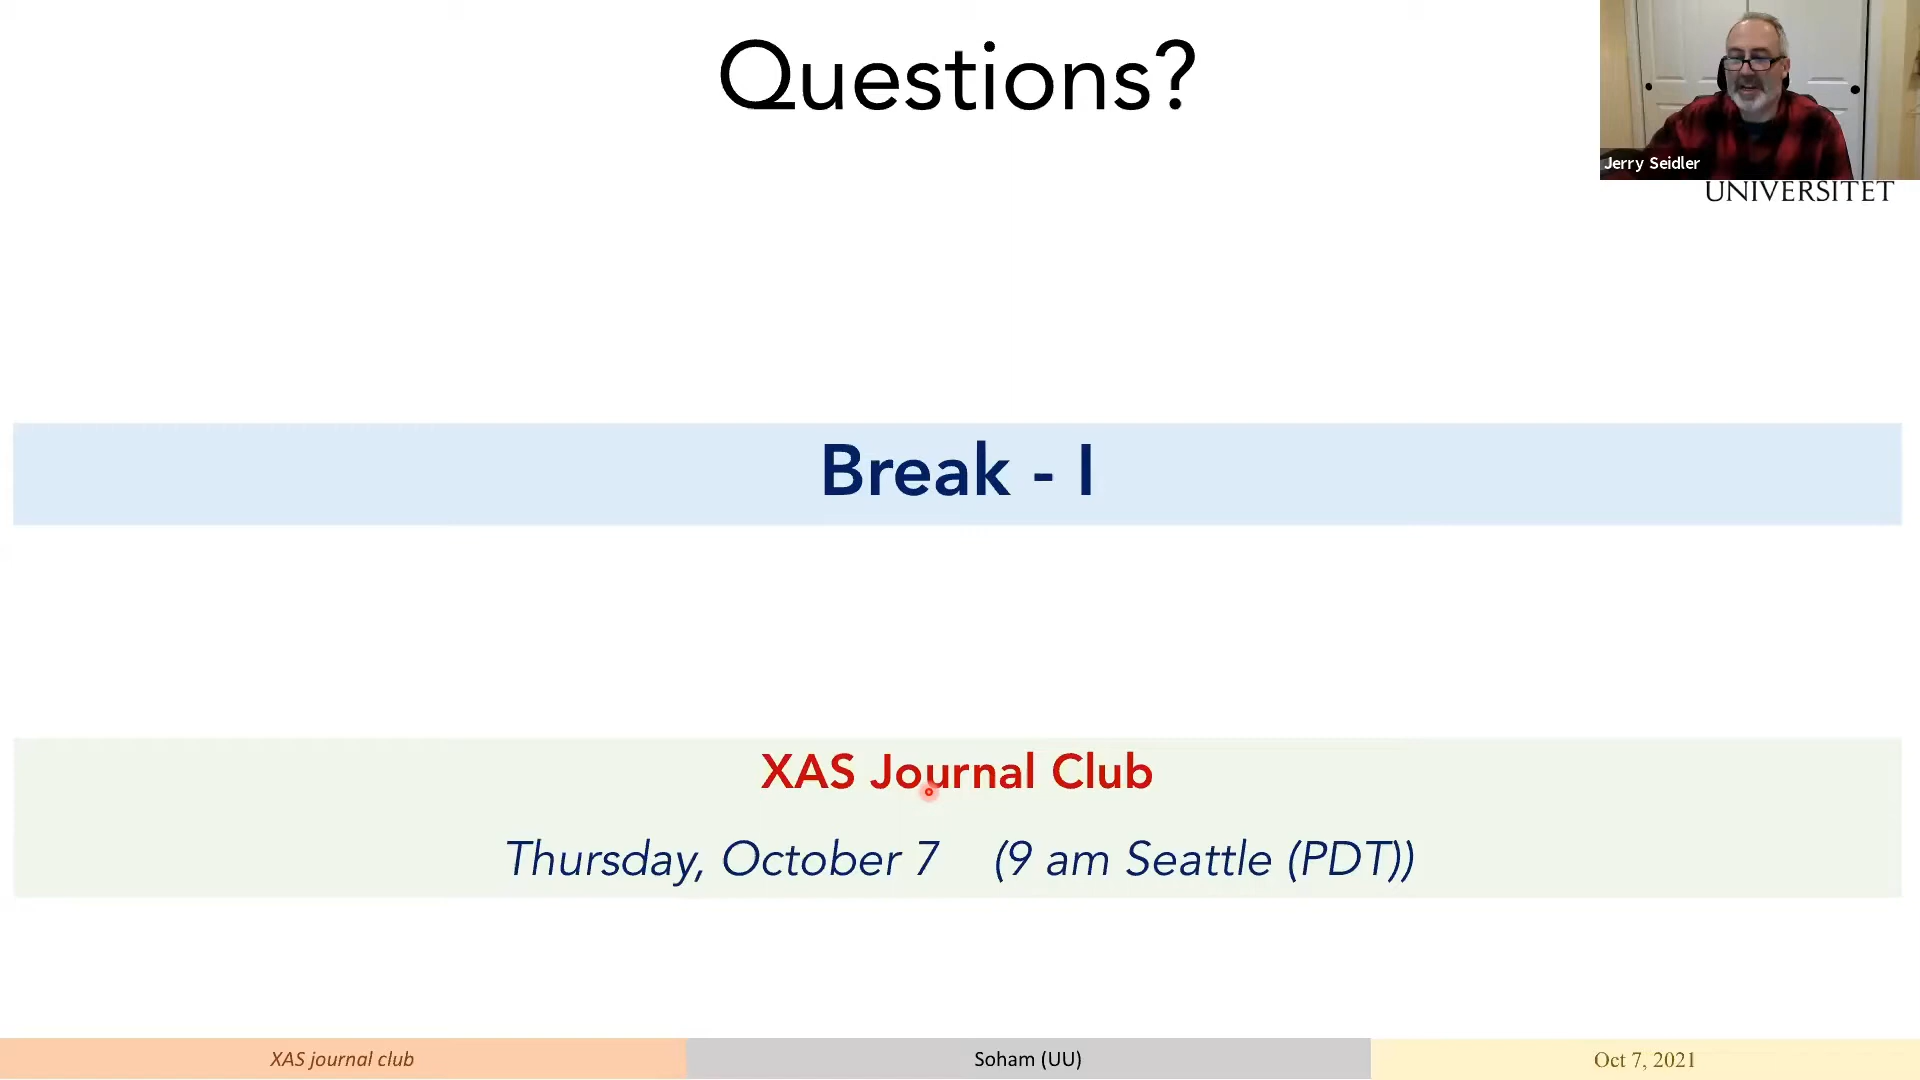 Questions?
Jerry Seidler
UNIVERSITET
Break - I
XAS Journal Club
Thursday, October 7 (9 am Seattle (PDT))
XAS journal club
Soham (UU)
Oct 7, 2021